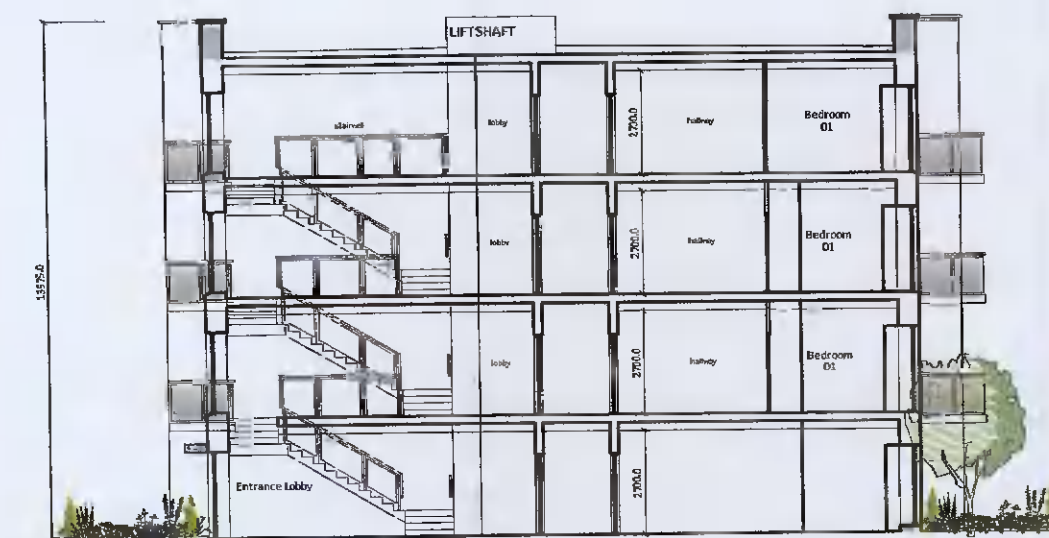 LIFTSHAFT
stairwell
lobby
2700.0
hallway
Bedroom
01
lobby
2700.0
hallway
Bedroom
01
13575.0
lobby
2700.0
hallway
Bedroom
01
Entrance Lobby
2700.0